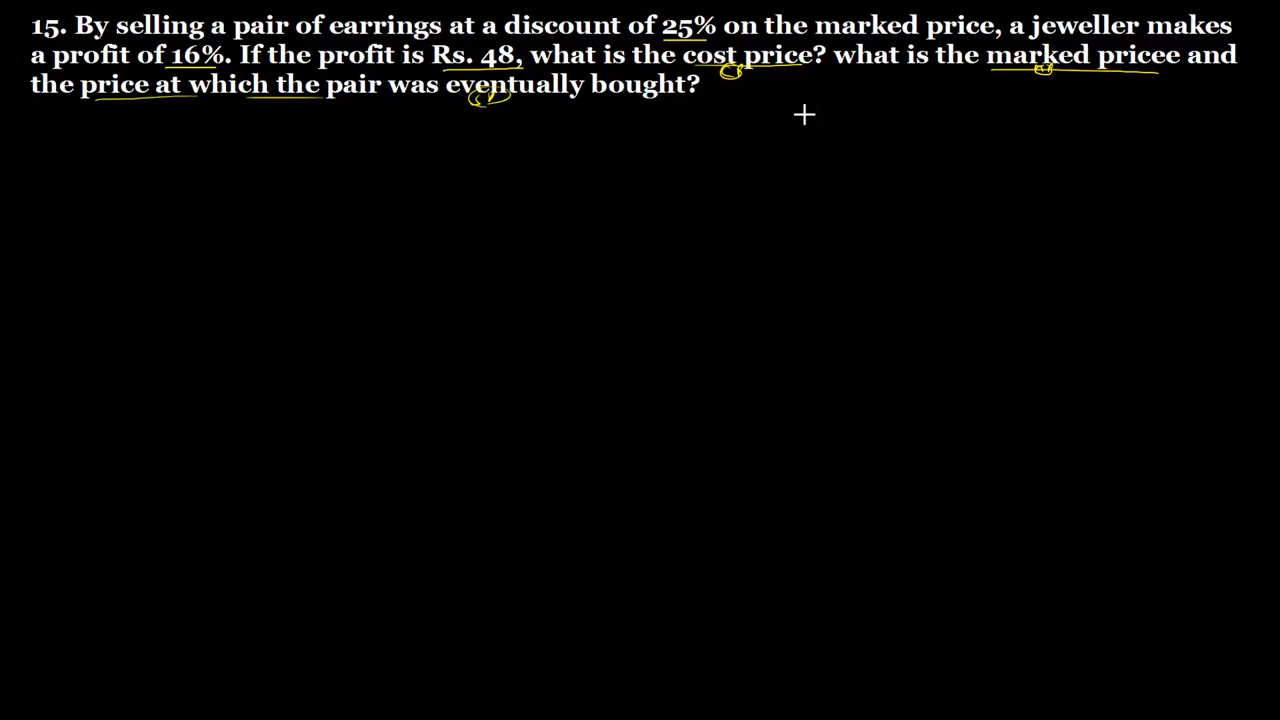 15. By selling a pair of earrings at a discount of 25% on the marked price, a jeweller makes
a profit of 16%. If the profit is Rs. 48, what is the cost price? what is the marked pricee and
the price at which the pair was eventually bought?